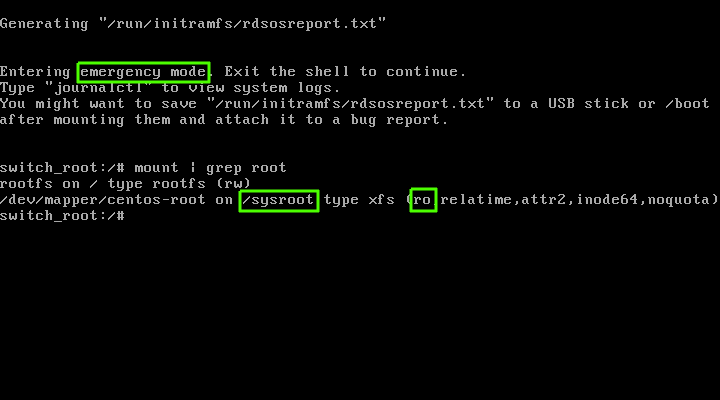 Generating "/run/initramfs/rdsosreport.txt"
Entering emergency mode. Exit the shell to continue.
Type "journalctl" to view system logs.
You might want to save "/run/initramfs/rdsosreport.txt" to a USB stick or /boot
after mounting them and attach it to a bug report.
switch_root:/# mount | grep root
rootfs on / type rootfs (rw)
/dev/mapper/centos-root on /sysroot type xfs (ro,relatime,attr2,inode64,noquota)
switch_root:/#